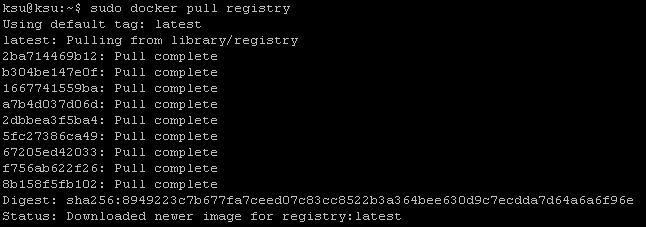 ksu@ksu:~$ sudo docker pull registry
Using default tag: latest
latest: Pulling from library/registry
2ba714469b12: Pull complete
b304be147e0f: Pull complete
1667741559ba: Pull complete
a7b4d037d06d: Pull complete
2dbbea3f5ba4: Pull complete
5fc27386ca49: Pull complete
67205ed42033: Pull complete
f756ab622f26: Pull complete
8b158f5fb102: Pull complete
Digest: sha256:8949223c7b677fa7ceed07c83cc8522b3a364bee630d9c7ecdda7d64a6a6f96e
Status: Downloaded newer image for registry:latest